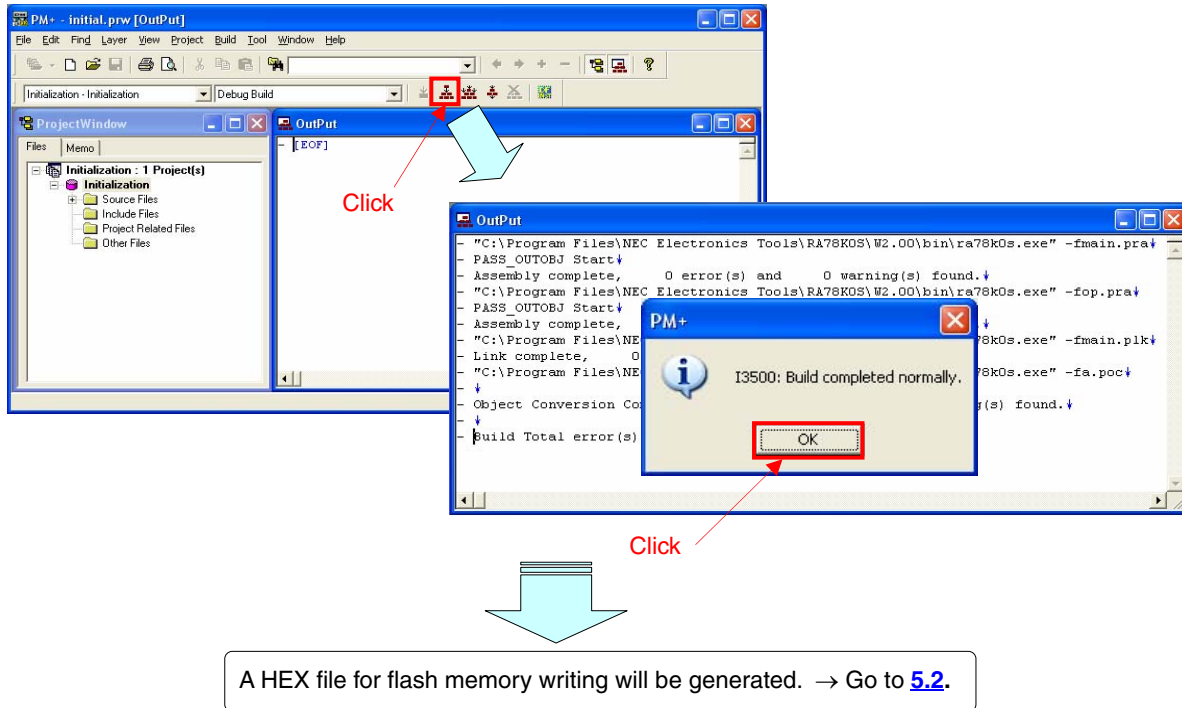 PM+ - initial.prw [OutPut]
File Edit Find Layer View Project Build Tool Window Help
Initialization - Initialization Debug Build
ProjectWindow
Files Memo
Initialization : 1 Project(s)
Initialization
Source Files
Include Files
Project Related Files
Other Files
OutPut
- [EOF]
Click
OutPut
- "C:\Program Files\NEC Electronics Tools\RA78K0S\W2.00\bin\ra78k0s.exe" -fmain.pra↓
- PASS_OUTOBJ Start↓
- Assembly complete, 0 error(s) and 0 warning(s) found.↓
- "C:\Program Files\NEC Electronics Tools\RA78K0S\W2.00\bin\ra78k0s.exe" -fop.pra↓
- PASS_OUTOBJ Start↓
- Assembly complete, ↓
- "C:\Program Files\NE 78k0s.exe" -fmain.plk↓
- Link complete, 0
- "C:\Program Files\NE 78k0s.exe" -fa.poc↓
- ↓
- Object Conversion Co g(s) found.↓
- ↓
- Build Total error(s)
PM+
I3500: Build completed normally.
OK
Click
A HEX file for flash memory writing will be generated. → Go to 5.2.